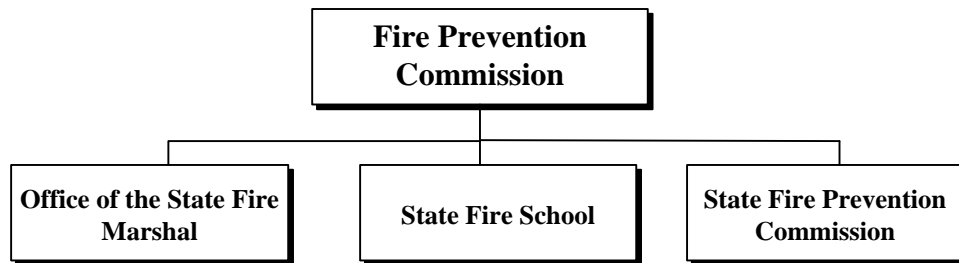 Fire Prevention
Commission
Office of the State Fire
Marshal
State Fire School
State Fire Prevention
Commission